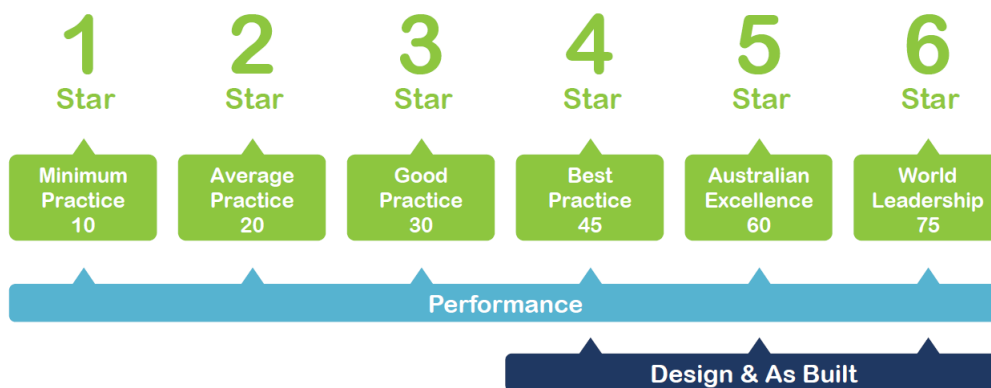 1 2 3 4 5 6
Star Star Star Star Star Star
Minimum Average Good Best Australian World
Practice Practice Practice Practice Excellence Leadership
10 20 30 45 60 75
Performance
Design & As Built